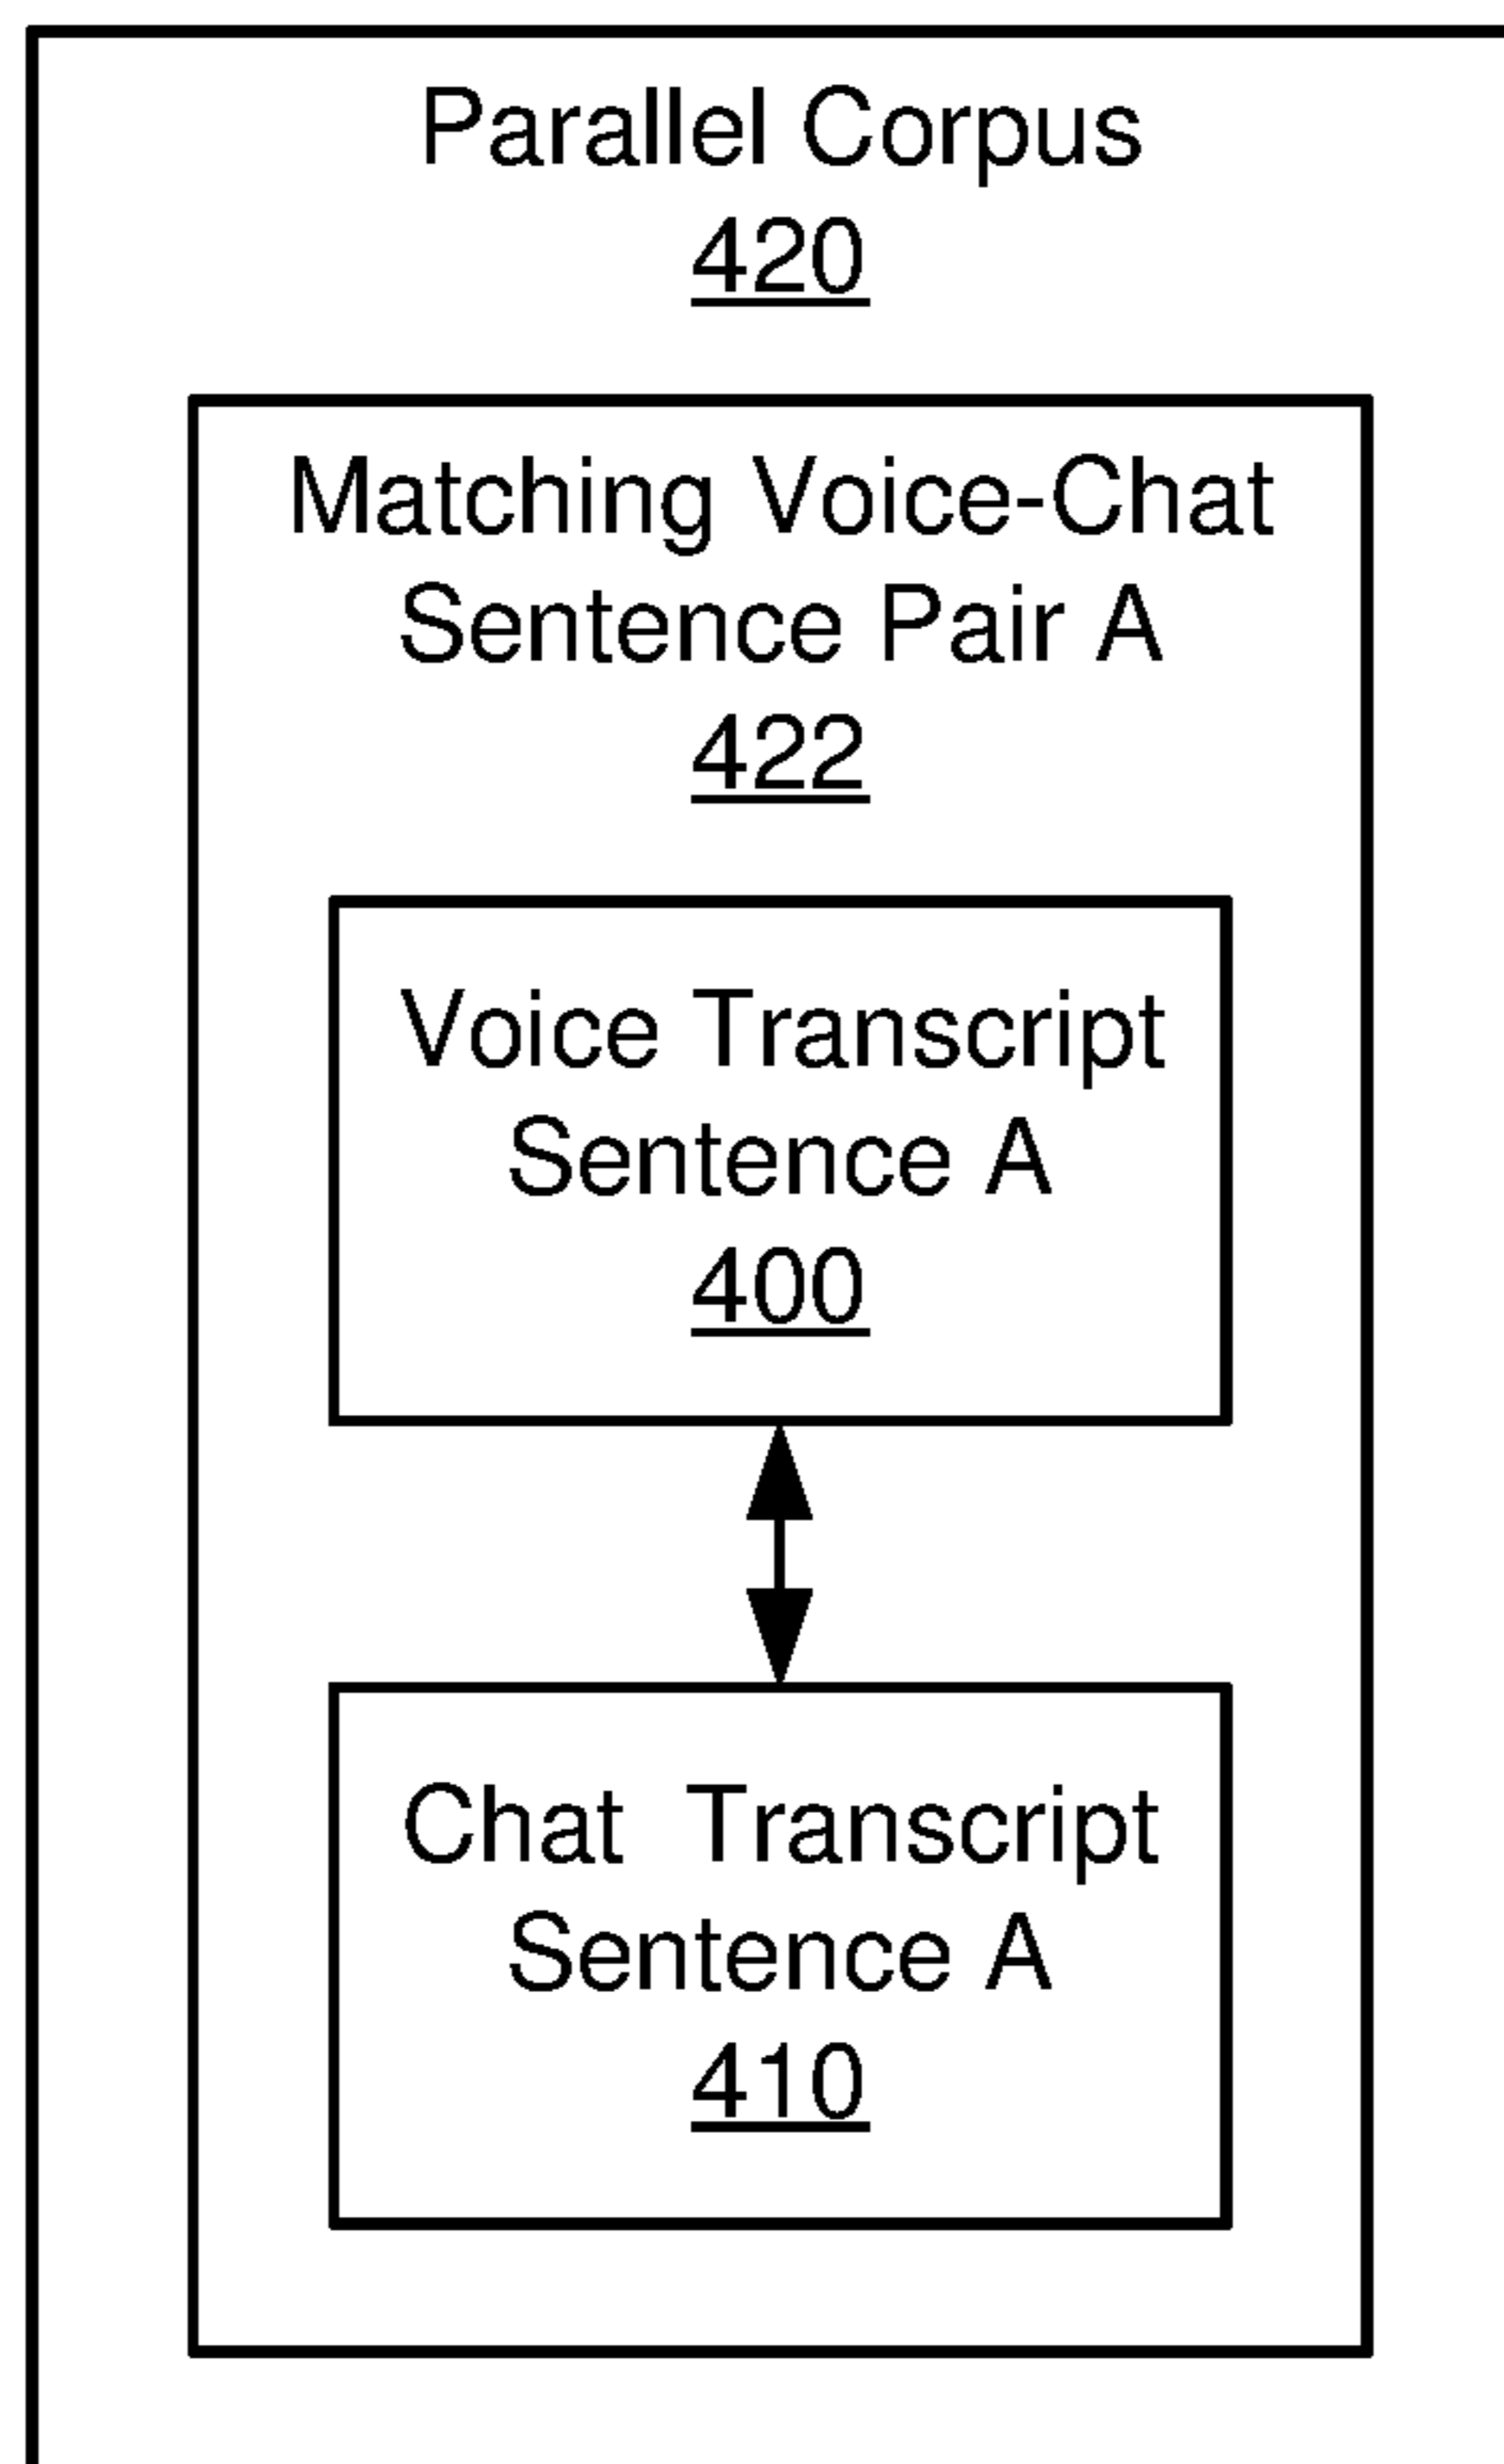 Parallel Corpus
420
Matching Voice-Chat
Sentence Pair A
422
Voice Transcript
Sentence A
400
Chat Transcript
Sentence A
410